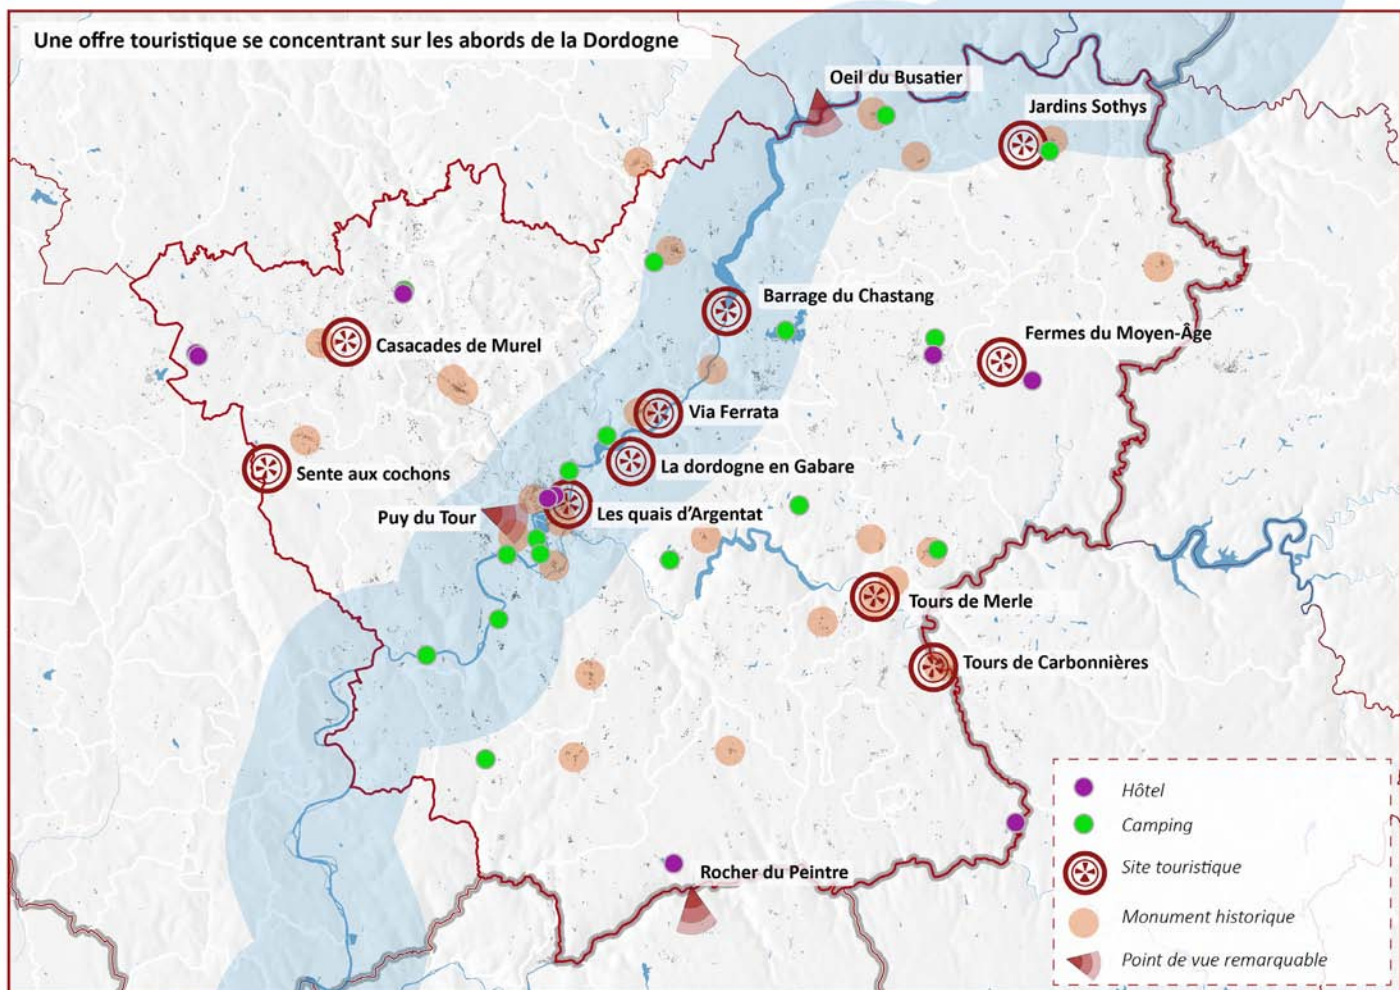 Une offre touristique se concentrant sur les abords de la Dordogne
Oeil du Busatier
Jardins Sothys
Barrage du Chastang
Fermes du Moyen-Âge
Casacades de Murel
Via Ferrata
La dordogne en Gabare
Sente aux cochons
Les quais d'Argentat
Puy du Tour
Tours de Merle
Tours de Carbonnières
Rocher du Peintre
Hôtel
Camping
Site touristique
Monument historique
Point de vue remarquable